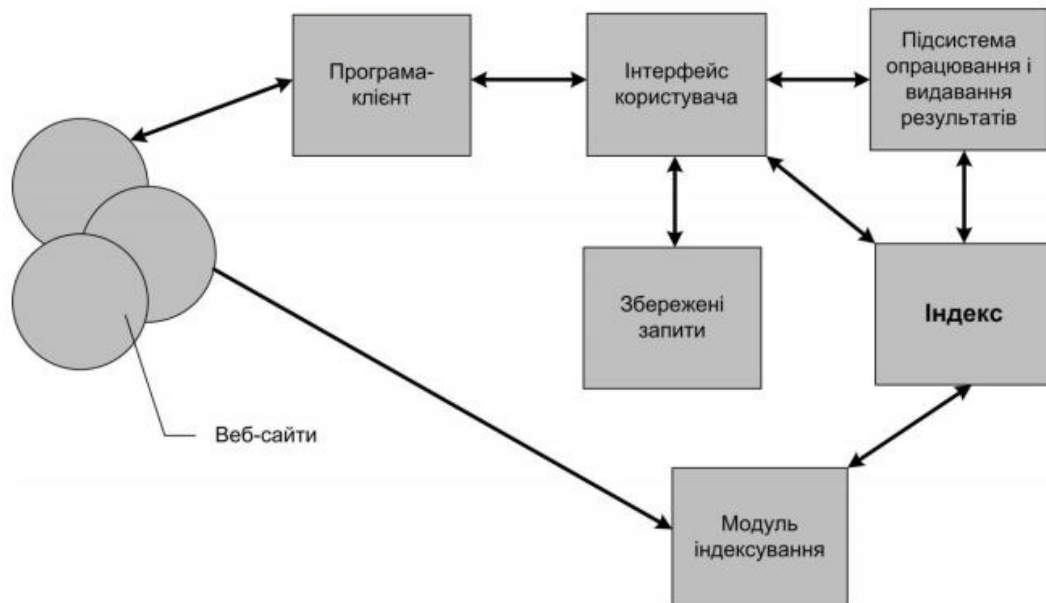 Програма-
клієнт
Інтерфейс
користувача
Підсистема
опрацювання і
видавання
результатів
Збережені
запити
Індекс
Веб-сайти
Модуль
індексування